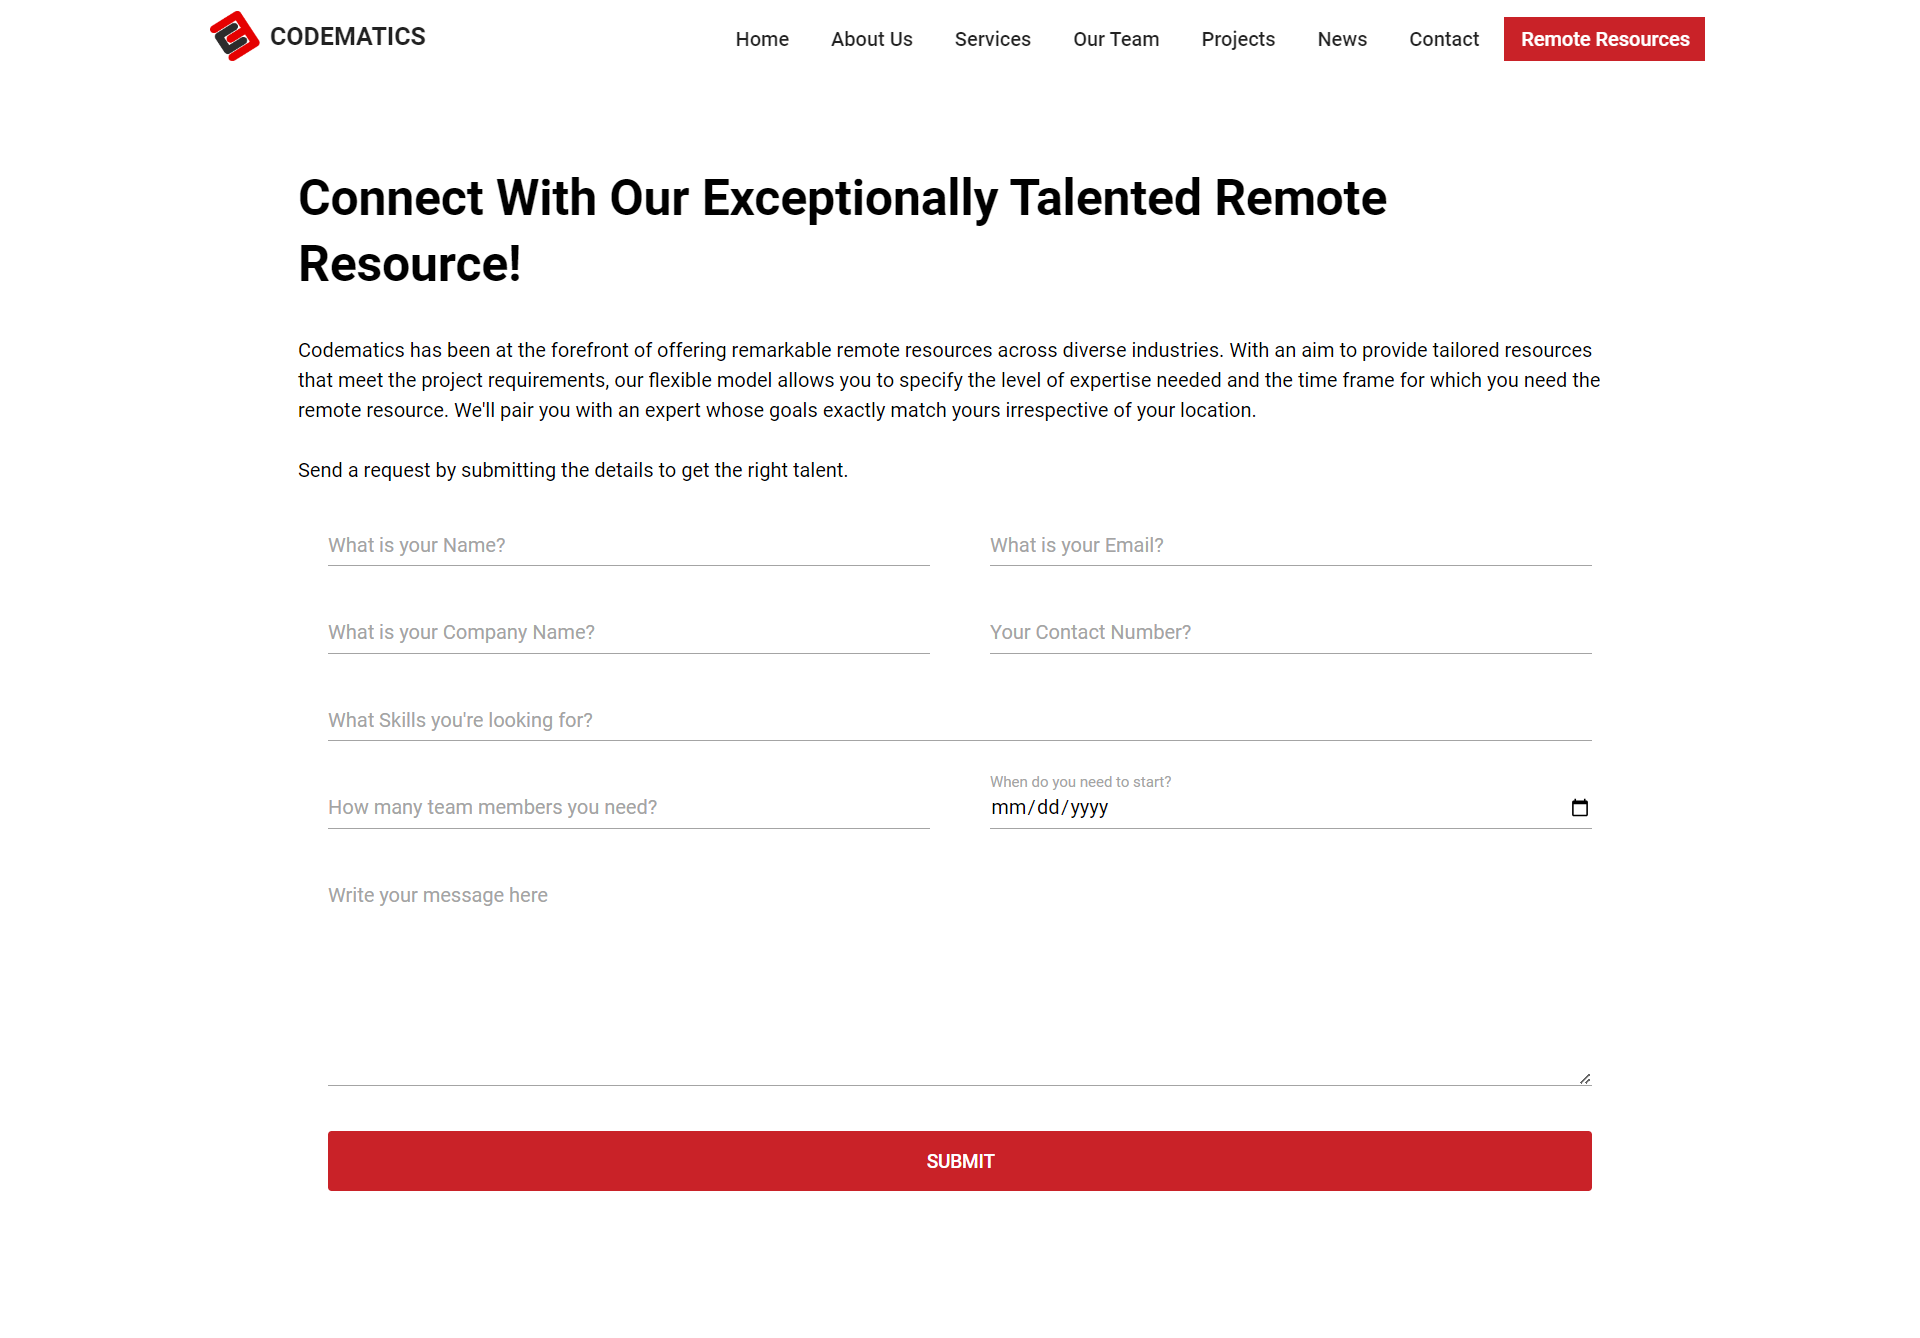 CODEMATICS
Home About Us Services Our Team Projects News Contact Remote Resources
Connect With Our Exceptionally Talented Remote
Resource!
Codematics has been at the forefront of offering remarkable remote resources across diverse industries. With an aim to provide tailored resources
that meet the project requirements, our flexible model allows you to specify the level of expertise needed and the time frame for which you need the
remote resource. We'll pair you with an expert whose goals exactly match yours irrespective of your location.
Send a request by submitting the details to get the right talent.
What is your Name? What is your Email?
What is your Company Name? Your Contact Number?
What Skills you're looking for?
When do you need to start?
How many team members you need? mm/dd/yyyy
Write your message here
SUBMIT